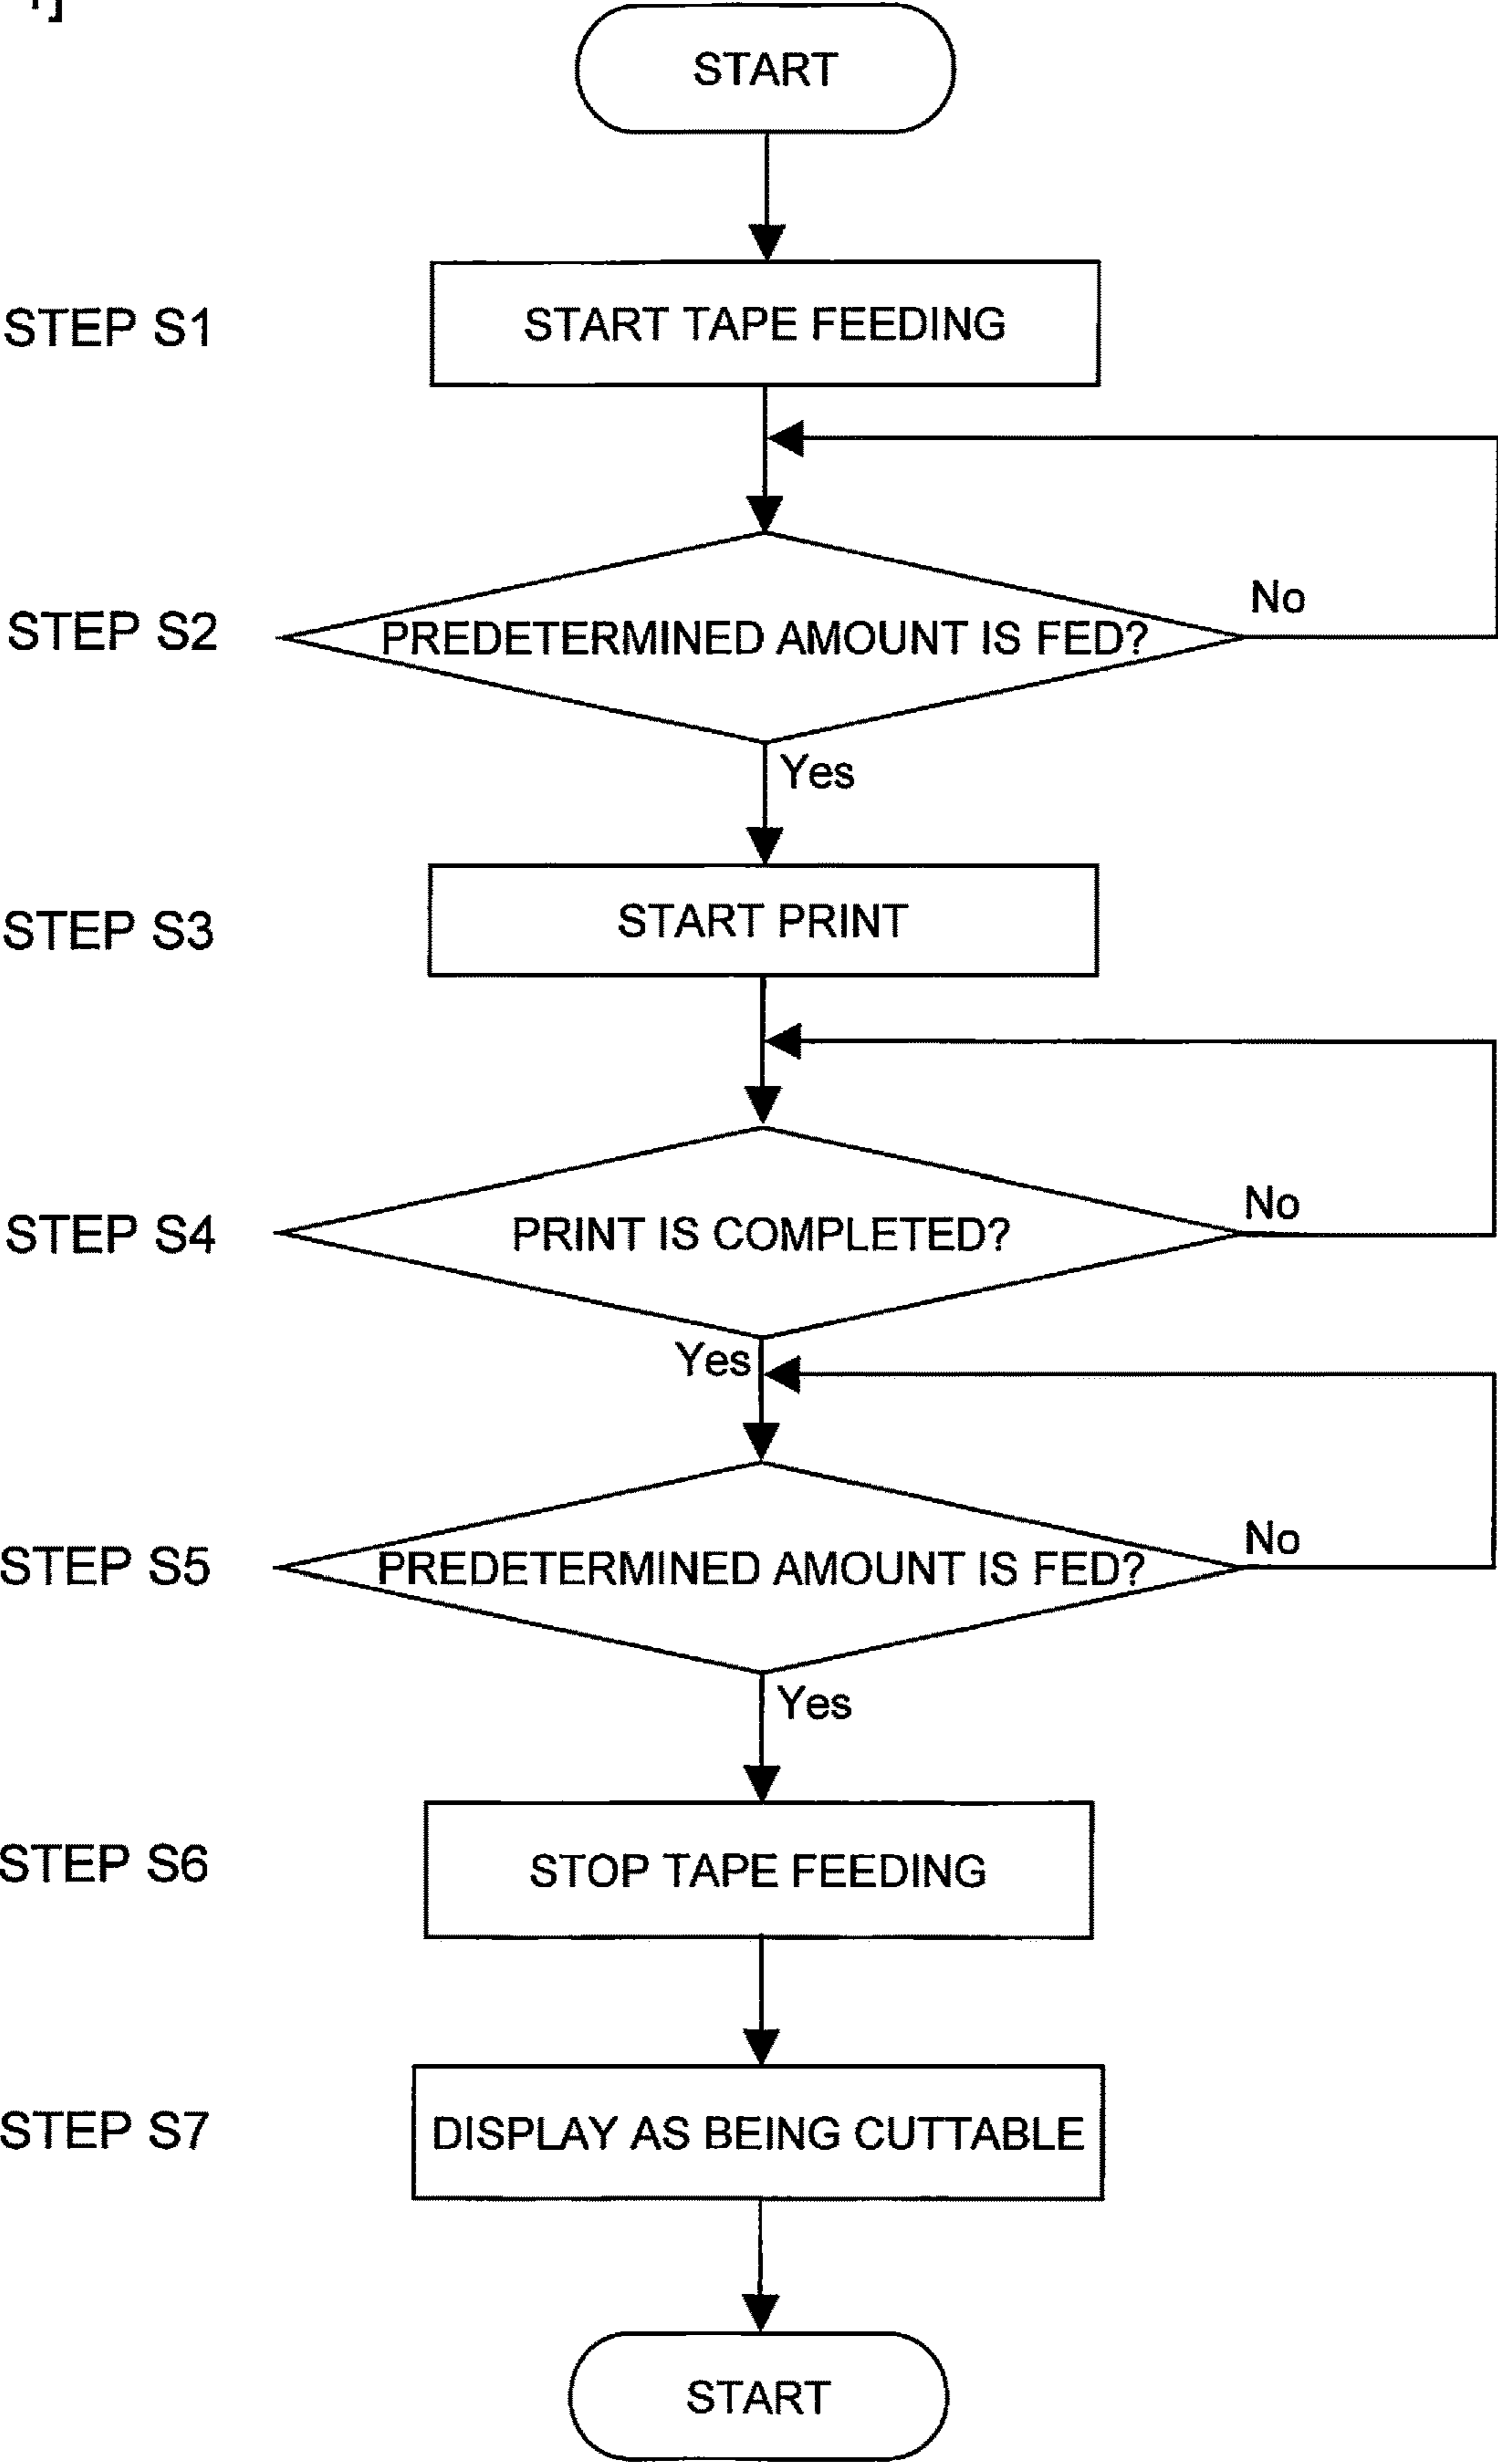 START
STEP S1
START TAPE FEEDING
STEP S2
PREDETERMINED AMOUNT IS FED?
No
Yes
STEP S3
START PRINT
STEP S4
PRINT IS COMPLETED?
No
Yes
STEP S5
PREDETERMINED AMOUNT IS FED?
No
Yes
STEP S6
STOP TAPE FEEDING
STEP S7
DISPLAY AS BEING CUTTABLE
START